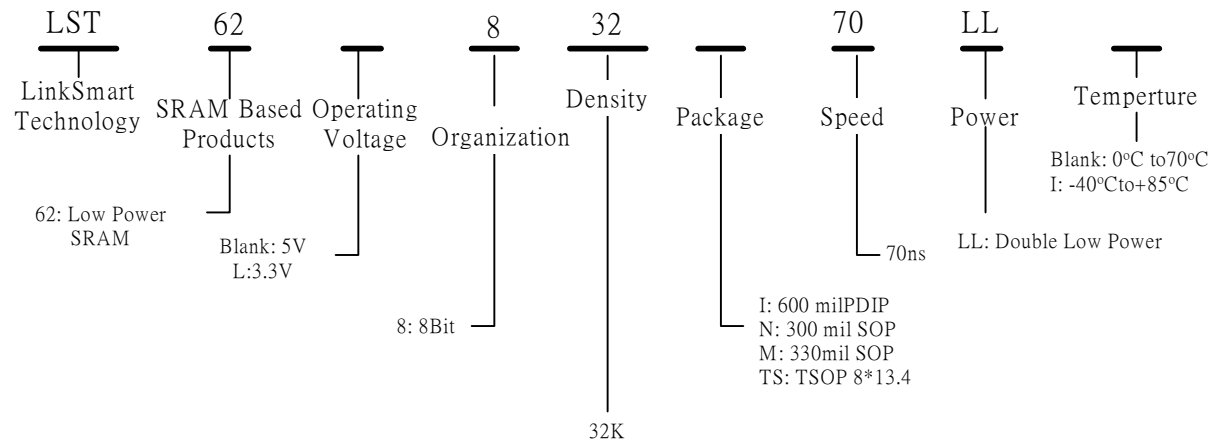 LST 62 8 32 70 LL
LinkSmart
Technology
SRAM Based
Products
Operating
Voltage
Organization
Density
Package
Speed
Power
Temperture
Blank: 0°C to70°C
I: -40°Cto+85°C
62: Low Power
SRAM
Blank: 5V
L:3.3V
8: 8Bit
32K
I: 600 milPDIP
N: 300 mil SOP
M: 330mil SOP
TS: TSOP 8*13.4
70ns
LL: Double Low Power